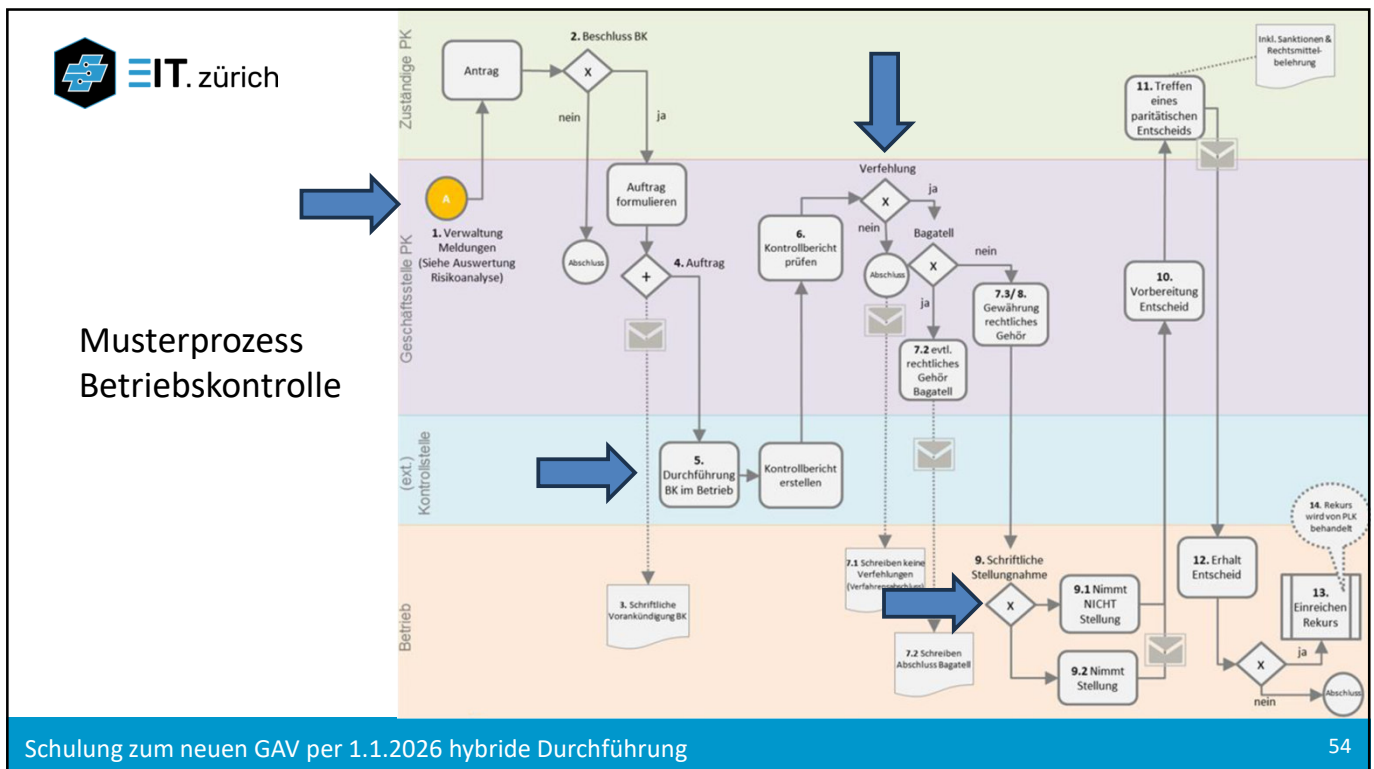 EIT. zürich
Musterprozess
Betriebskontrolle
Zuständige PK
Antrag
2. Beschluss BK
X
nein
ja
11. Treffen
eines
paritätischen
Entscheids
Inkl. Sanktionen &
Rechtsmittel-
belehrung
Geschäftsstelle PK
A
1. Verwaltung
Meldungen
(Siehe Auswertung
Risikoanalyse)
Abschluss
Auftrag
formulieren
+
4. Auftrag
6.
Kontrollbericht
prüfen
Verfehlung
X
ja
nein
Abschluss
Bagatell
X
nein
ja
7.2 evtl.
rechtliches
Gehör
Bagatell
7.3/ 8.
Gewährung
rechtliches
Gehör
10.
Vorbereitung
Entscheid
(ext.)
Kontrollstelle
5.
Durchführung
BK im Betrieb
Kontrollbericht
erstellen
Betrieb
3. Schriftliche
Vorankündigung BK
7.1 Schreiben keine
Verfehlungen
(Verfahrensabschluss)
7.2 Schreiben
Abschluss Bagatell
9. Schriftliche
Stellungnahme
X
9.1 Nimmt
NICHT
Stellung
9.2 Nimmt
Stellung
12. Erhalt
Entscheid
X
ja
nein
Abschluss
13.
Einreichen
Rekurs
14. Rekurs
wird von PLK
behandelt
Schulung zum neuen GAV per 1.1.2026 hybride Durchführung
54